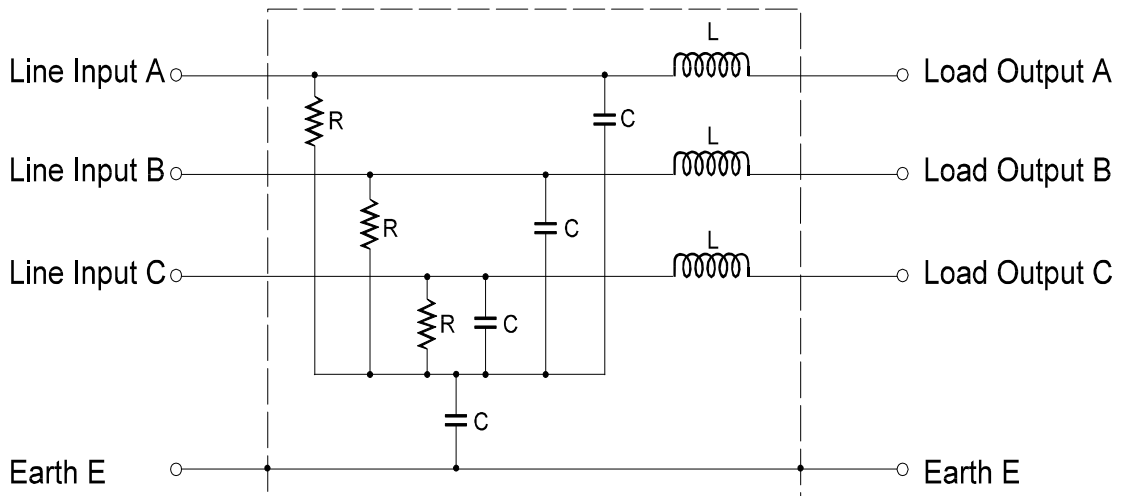 L
Line Input A
Load Output A
R
C
L
Line Input B
Load Output B
R
C
L
Line Input C
Load Output C
R
C
C
Earth E
Earth E